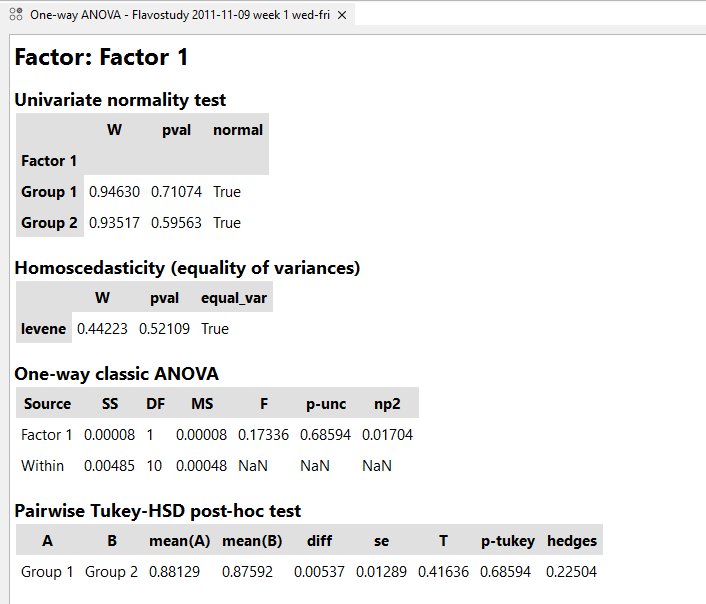 One-way ANOVA - Flavostudy 2011-11-09 week 1 wed-fri
Factor: Factor 1
Univariate normality test
W pval normal
Factor 1
Group 1 0.94630 0.71074 True
Group 2 0.93517 0.59563 True
Homoscedasticity (equality of variances)
W pval equal_var
levene 0.44223 0.52109 True
One-way classic ANOVA
Source SS DF MS F p-unc np2
Factor 1 0.00008 1 0.00008 0.17336 0.68594 0.01704
Within 0.00485 10 0.00048 NaN NaN NaN
Pairwise Tukey-HSD post-hoc test
A B mean(A) mean(B) diff se T p-tukey hedges
Group 1 Group 2 0.88129 0.87592 0.00537 0.01289 0.41636 0.68594 0.22504